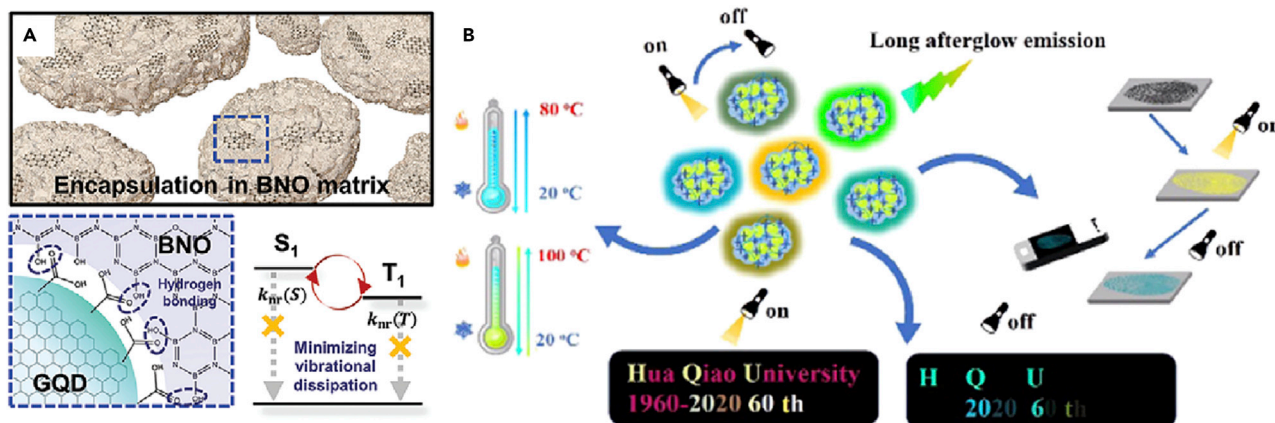 A
Encapsulation in BNO matrix
BNO
Hydrogen
bonding
GQD
S1
T1
knr(S)
knr(T)
Minimizing
vibrational
dissipation
B
on
off
Long afterglow emission
80 °C
20 °C
100 °C
20 °C
on
off
on
off
Hua Qiao University
1960-2020 60 th
H Q U
2020 60 th